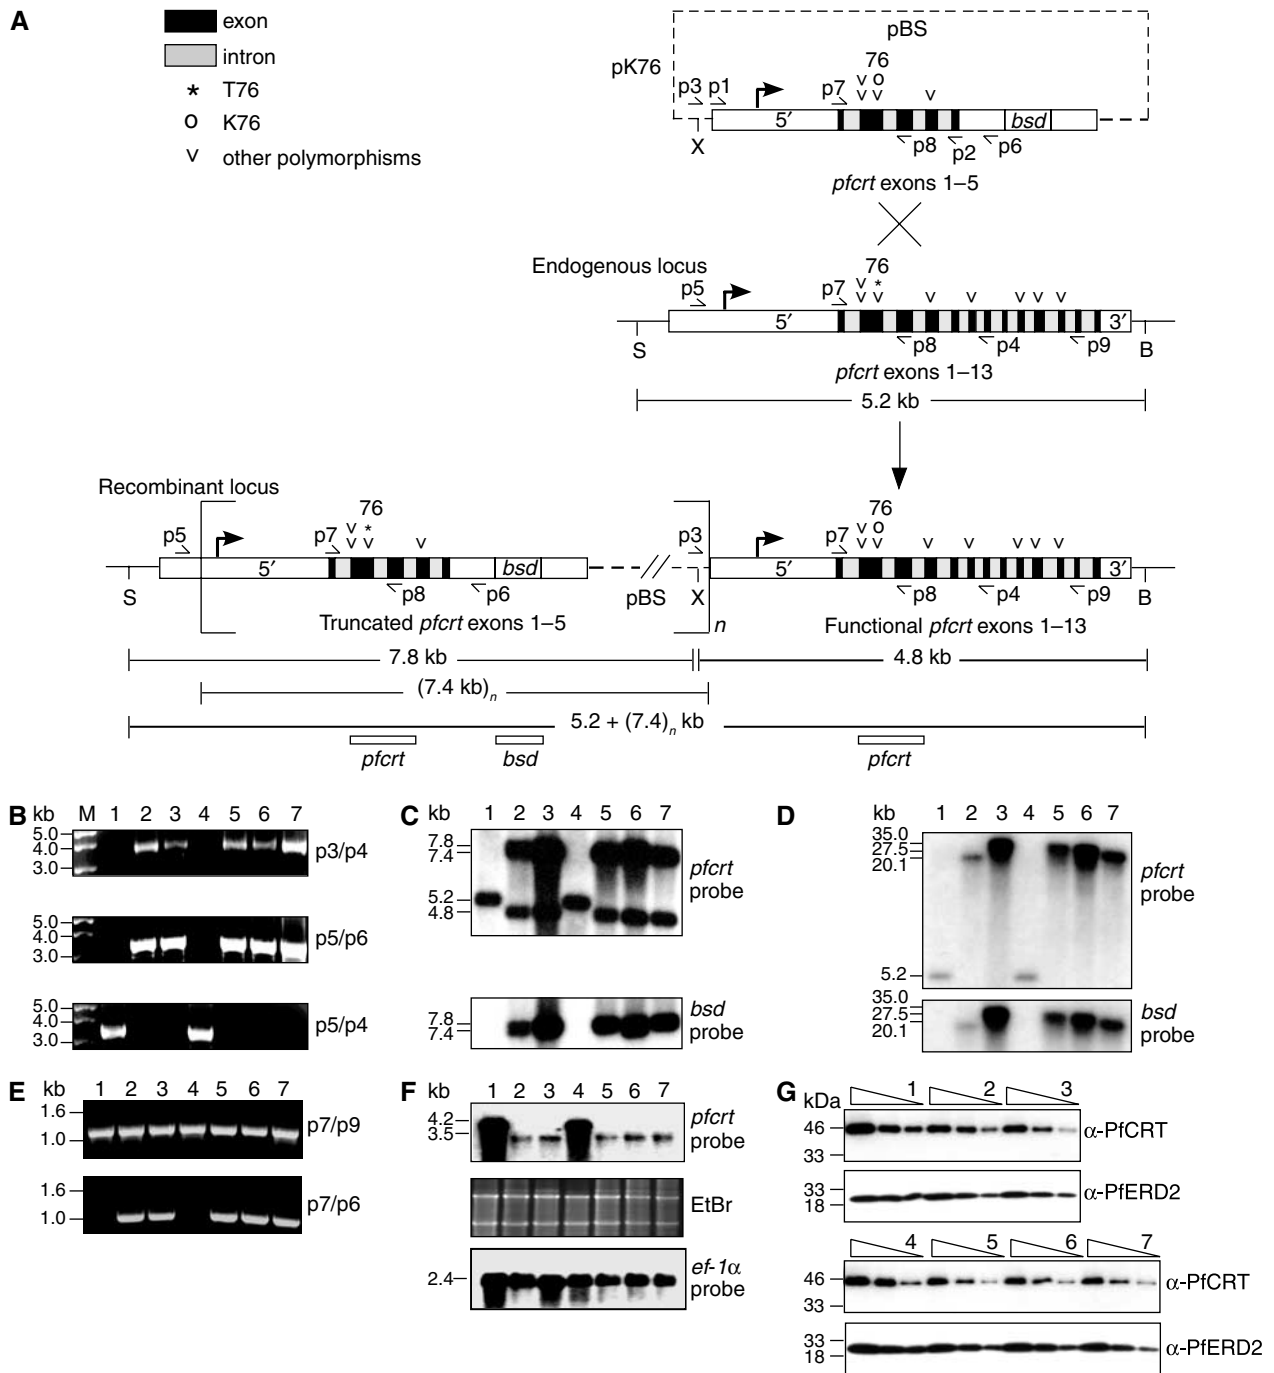 A
exon
intron
* T76
o K76
v other polymorphisms
pBS
pK76
76
p3 p1 p7
5′ bsd
X p8 p2 p6
pfcrt exons 1–5
Endogenous locus
76
p5 p7
5′ 3′
S p8 p4 p9 B
pfcrt exons 1–13
5.2 kb
Recombinant locus
76 76
p5 p7 p3 p7
5′ bsd 5′ 3′
S p8 p6 pBS X p8 p4 p9 B
Truncated pfcrt exons 1–5 n Functional pfcrt exons 1–13
7.8 kb 4.8 kb
(7.4 kb)n
5.2 + (7.4)n kb
pfcrt bsd pfcrt
B kb M 1 2 3 4 5 6 7
5.0
4.0
3.0
p3/p4
5.0
4.0
3.0
p5/p6
5.0
4.0
3.0
p5/p4
C kb 1 2 3 4 5 6 7
7.8
7.4
5.2
4.8
pfcrt
probe
7.8
7.4
bsd
probe
D kb 1 2 3 4 5 6 7
35.0
27.5
20.1
5.2
pfcrt
probe
35.0
27.5
20.1
bsd
probe
E kb 1 2 3 4 5 6 7
1.6
1.0
p7/p9
1.6
1.0
p7/p6
F kb 1 2 3 4 5 6 7
4.2
3.5
pfcrt
probe
EtBr
2.4
ef-1α
probe
G kDa 1 2 3
46
33
α-PfCRT
33
18
α-PfERD2
4 5 6 7
46
33
α-PfCRT
33
18
α-PfERD2